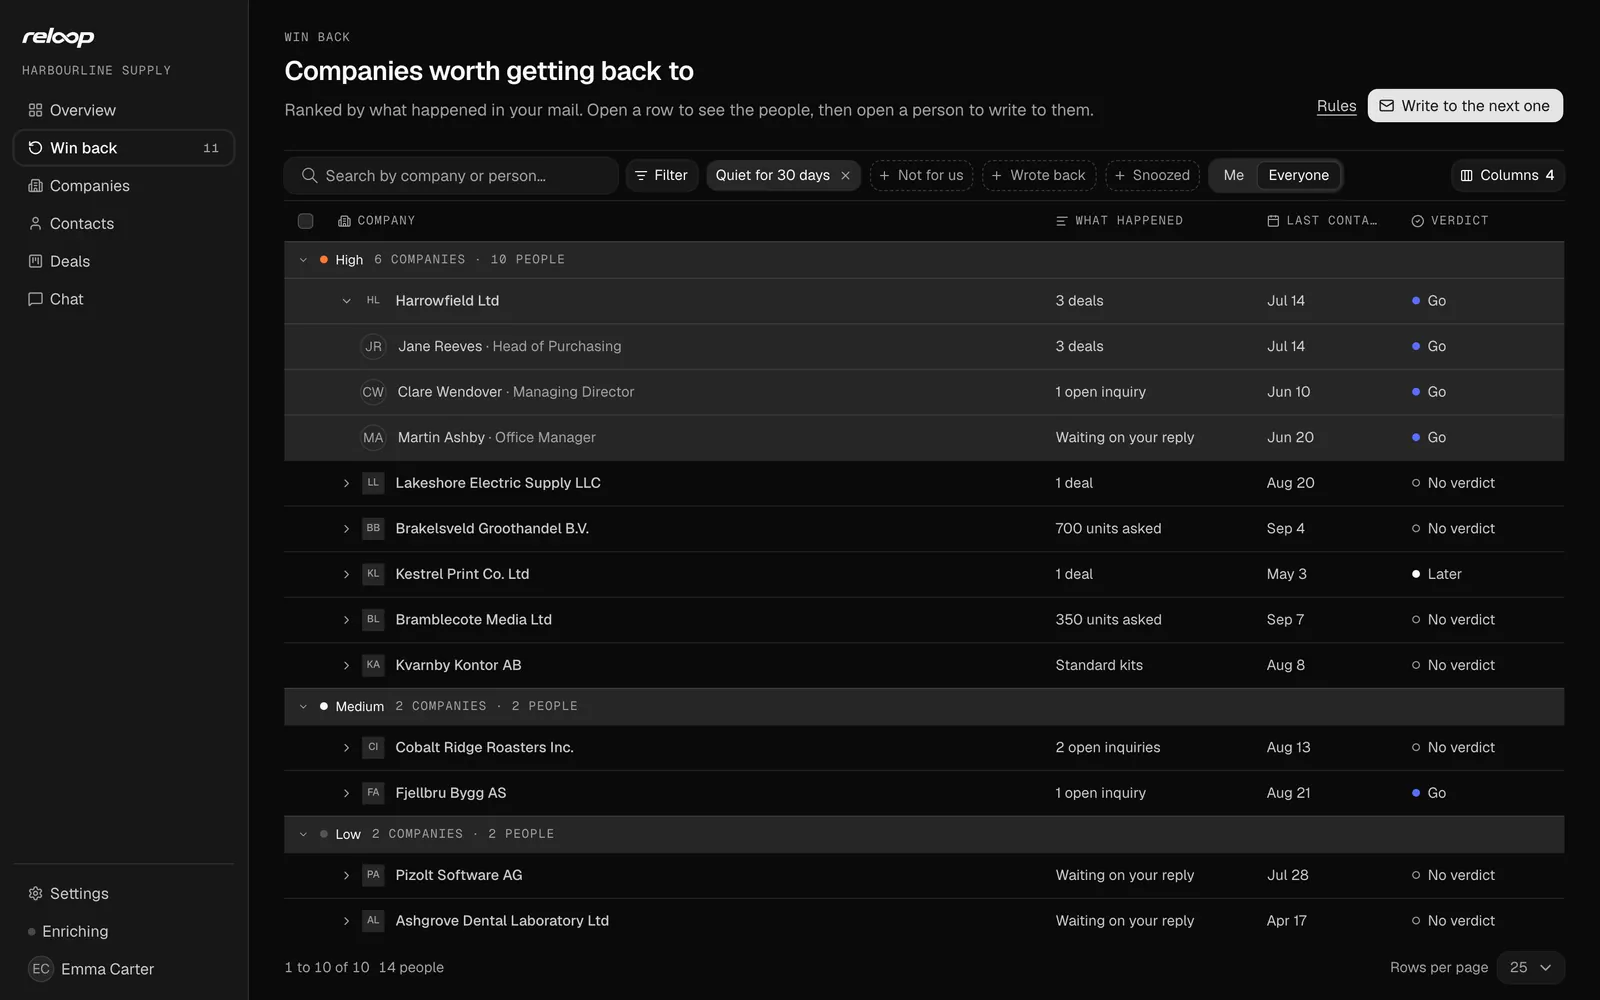 reloop
HARBOURLINE SUPPLY
Overview
Win back 11
Companies
Contacts
Deals
Chat
Settings
Enriching
EC Emma Carter
WIN BACK
Companies worth getting back to
Ranked by what happened in your mail. Open a row to see the people, then open a person to write to them.
Rules
Write to the next one
Search by company or person...
Filter
Quiet for 30 days ×
+ Not for us
+ Wrote back
+ Snoozed
Me
Everyone
Columns 4
COMPANY WHAT HAPPENED LAST CONTA… VERDICT
High 6 COMPANIES · 10 PEOPLE
HL Harrowfield Ltd 3 deals Jul 14 Go
JR Jane Reeves · Head of Purchasing 3 deals Jul 14 Go
CW Clare Wendover · Managing Director 1 open inquiry Jun 10 Go
MA Martin Ashby · Office Manager Waiting on your reply Jun 20 Go
LL Lakeshore Electric Supply LLC 1 deal Aug 20 No verdict
BB Brakelsveld Groothandel B.V. 700 units asked Sep 4 No verdict
KL Kestrel Print Co. Ltd 1 deal May 3 Later
BL Bramblecote Media Ltd 350 units asked Sep 7 No verdict
KA Kvarnby Kontor AB Standard kits Aug 8 No verdict
Medium 2 COMPANIES · 2 PEOPLE
CI Cobalt Ridge Roasters Inc. 2 open inquiries Aug 13 No verdict
FA Fjellbru Bygg AS 1 open inquiry Aug 21 Go
Low 2 COMPANIES · 2 PEOPLE
PA Pizolt Software AG Waiting on your reply Jul 28 No verdict
AL Ashgrove Dental Laboratory Ltd Waiting on your reply Apr 17 No verdict
1 to 10 of 10 14 people
Rows per page 25